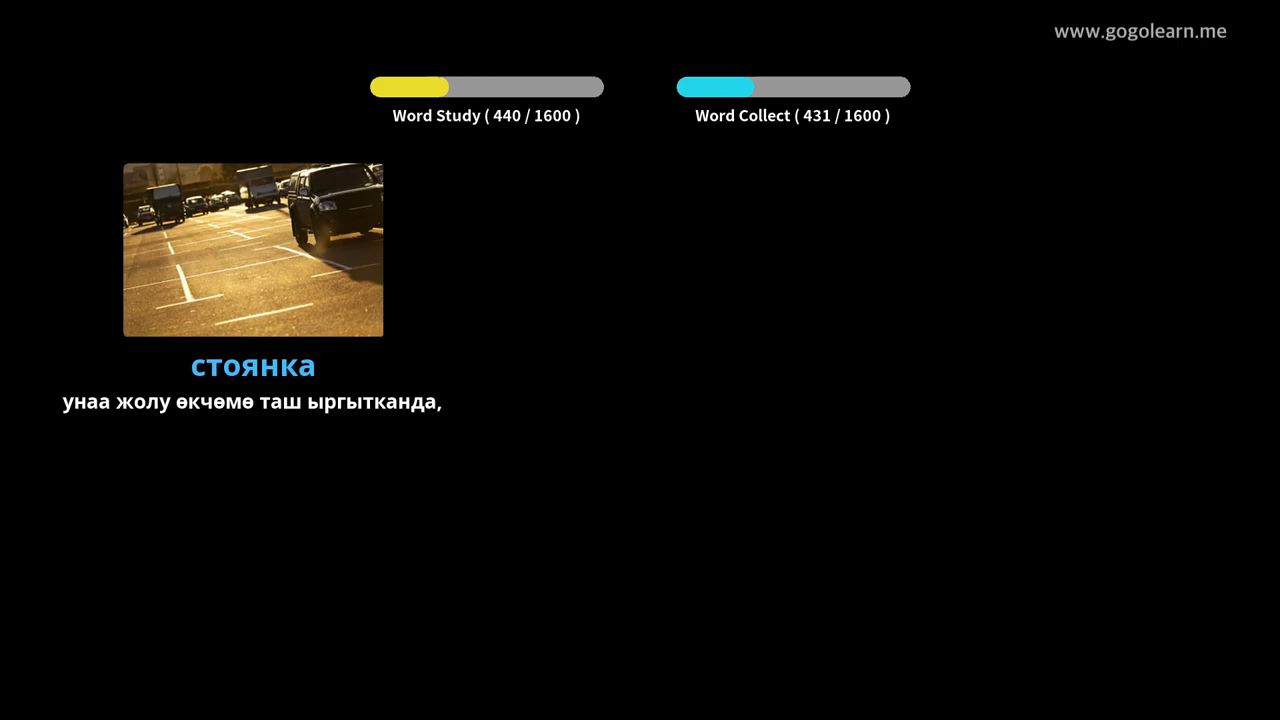 www.gogolearn.me
Word Study ( 440 / 1600 )
Word Collect ( 431 / 1600 )
стоянка
унаа жолу өкчөмө таш ыргытканда,